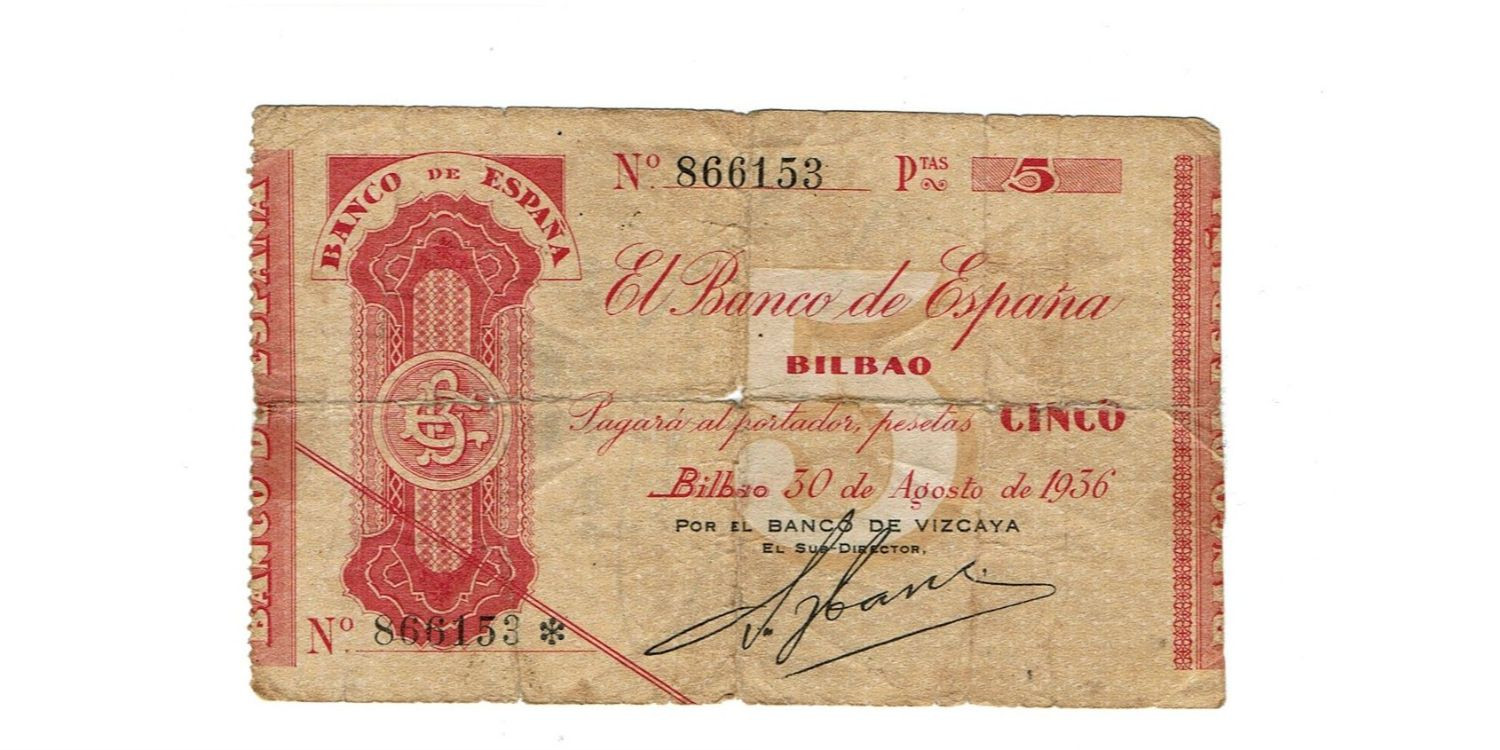 BANCO DE ESPAÑA
Nº 866153 PTAS 5
El Banco de España
BILBAO
Pagará al portador, pesetas CINCO
Bilbao 30 de Agosto de 1936
POR EL BANCO DE VIZCAYA
EL SUB-DIRECTOR,
Nº 866153 *
BANCO DE ESPAÑA